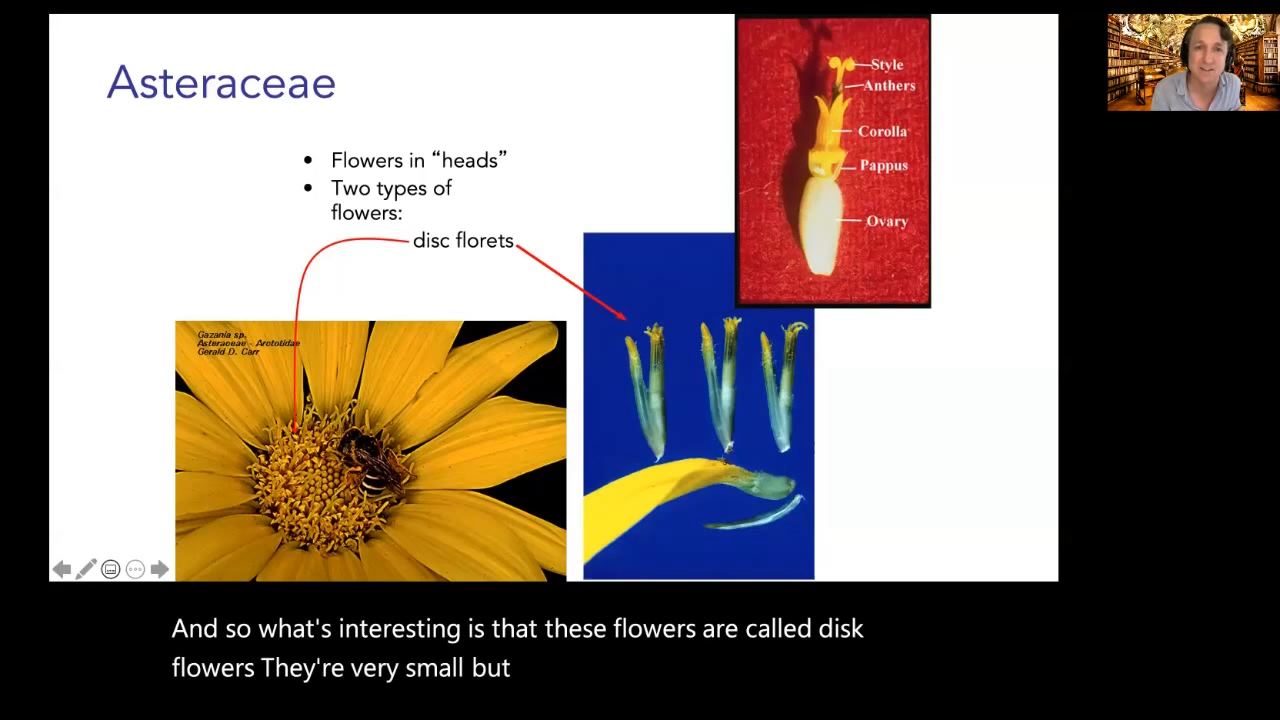 Asteraceae
• Flowers in “heads”
• Two types of
flowers:
disc florets
Style
Anthers
Corolla
Pappus
Ovary
Gazania sp.
Asteraceae - Arctotidae
Gerald D. Carr
And so what's interesting is that these flowers are called disk
flowers They're very small but